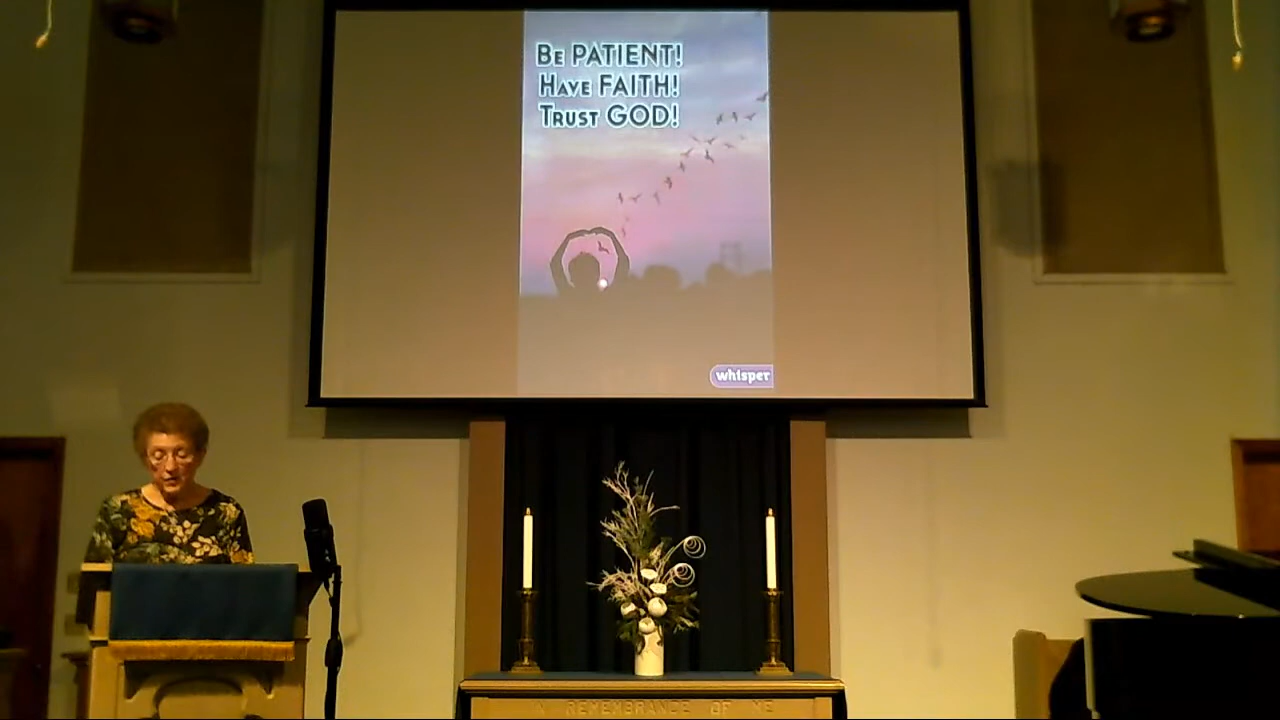 Be PATIENT!
Have FAITH!
Trust GOD!
whisper
IN REMEMBRANCE OF ME